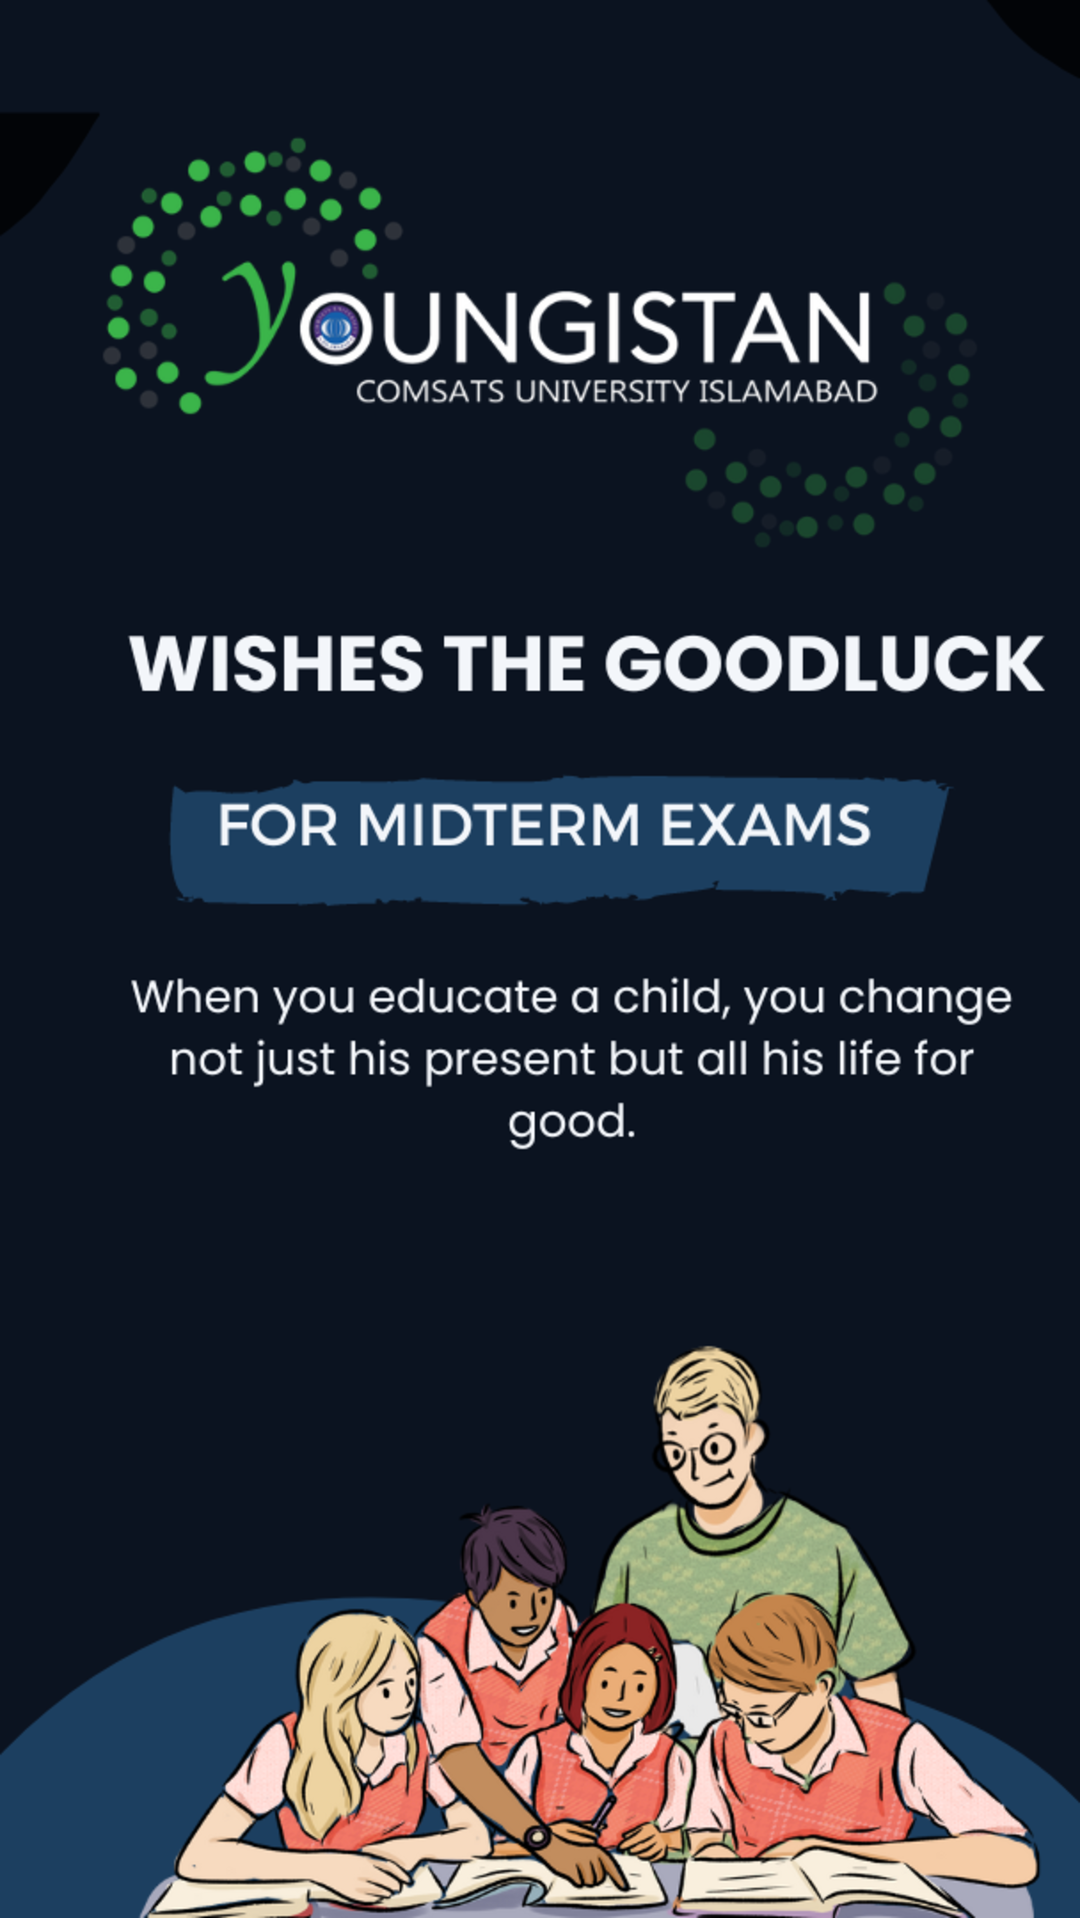 yOUNGISTAN
COMSATS UNIVERSITY ISLAMABAD
WISHES THE GOODLUCK
FOR MIDTERM EXAMS
When you educate a child, you change
not just his present but all his life for
good.